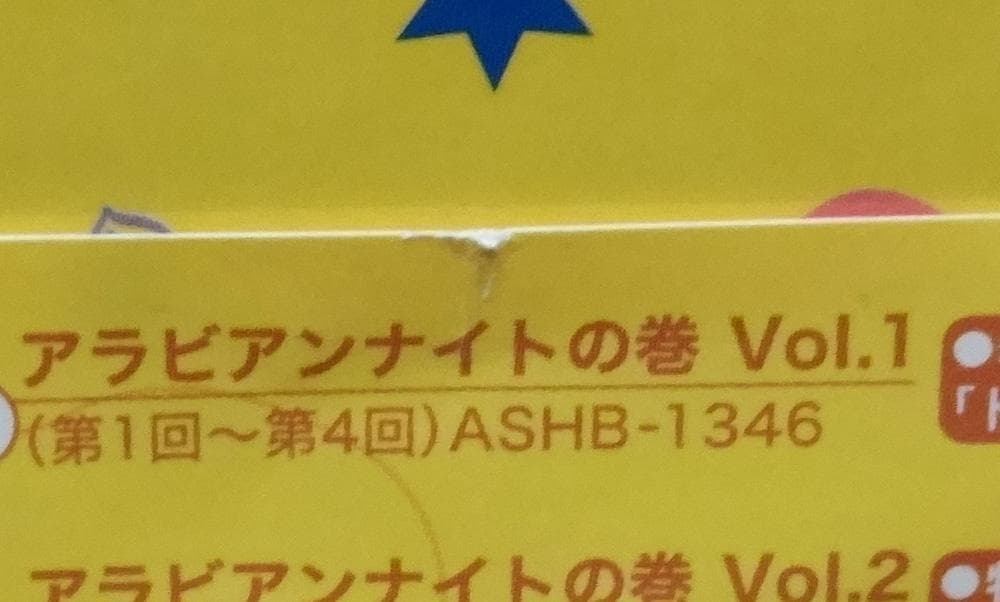 アラビアンナイトの巻 Vol.1
(第1回～第4回)ASHB-1346
アラビアンナイトの巻 Vol.2